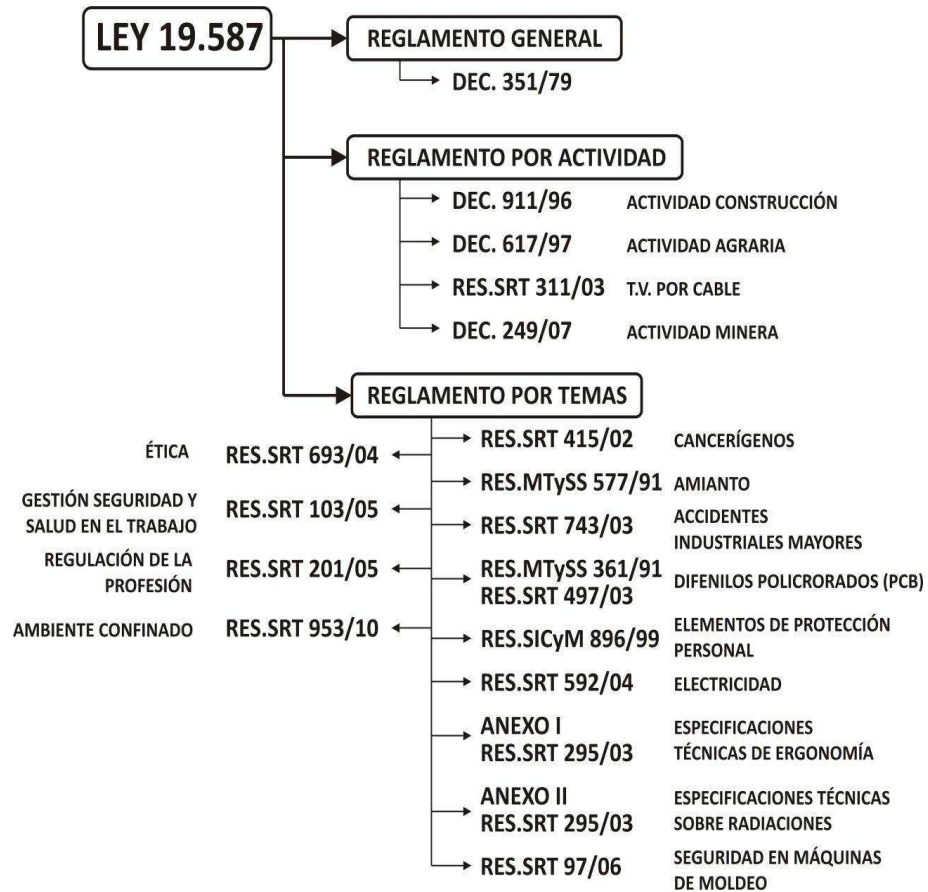 LEY 19.587
REGLAMENTO GENERAL
DEC. 351/79
REGLAMENTO POR ACTIVIDAD
DEC. 911/96 ACTIVIDAD CONSTRUCCIÓN
DEC. 617/97 ACTIVIDAD AGRARIA
RES.SRT 311/03 T.V. POR CABLE
DEC. 249/07 ACTIVIDAD MINERA
REGLAMENTO POR TEMAS
ÉTICA RES.SRT 693/04
GESTIÓN SEGURIDAD Y
SALUD EN EL TRABAJO
RES.SRT 103/05
REGULACIÓN DE LA
PROFESIÓN
RES.SRT 201/05
AMBIENTE CONFINADO RES.SRT 953/10
RES.SRT 415/02 CANCERÍGENOS
RES.MTySS 577/91 AMIANTO
RES.SRT 743/03
ACCIDENTES
INDUSTRIALES MAYORES
RES.MTySS 361/91
RES.SRT 497/03
DIFENILOS POLICRORADOS (PCB)
RES.SICyM 896/99
ELEMENTOS DE PROTECCIÓN
PERSONAL
RES.SRT 592/04 ELECTRICIDAD
ANEXO I
RES.SRT 295/03
ESPECIFICACIONES
TÉCNICAS DE ERGONOMÍA
ANEXO II
RES.SRT 295/03
ESPECIFICACIONES TÉCNICAS
SOBRE RADIACIONES
RES.SRT 97/06
SEGURIDAD EN MÁQUINAS
DE MOLDEO